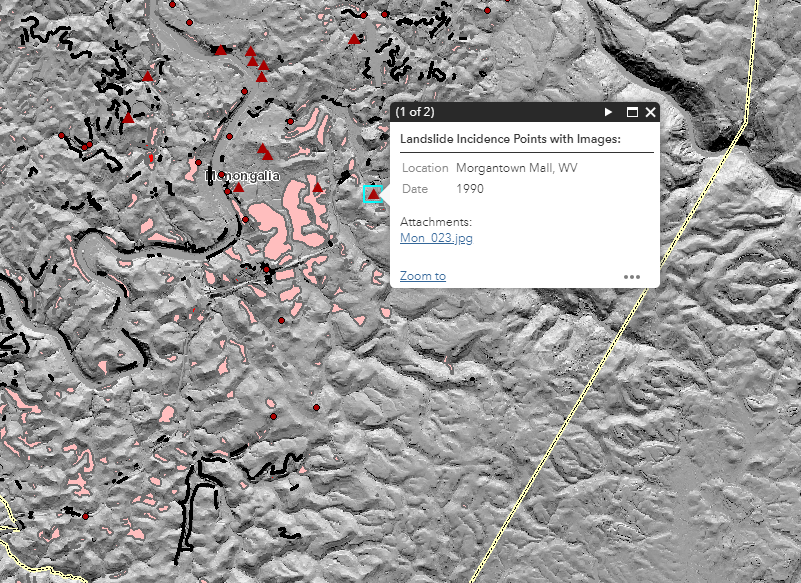 (1 of 2)
Landslide Incidence Points with Images:
Location Morgantown Mall, WV
Date 1990
Attachments:
Mon_023.jpg
Zoom to